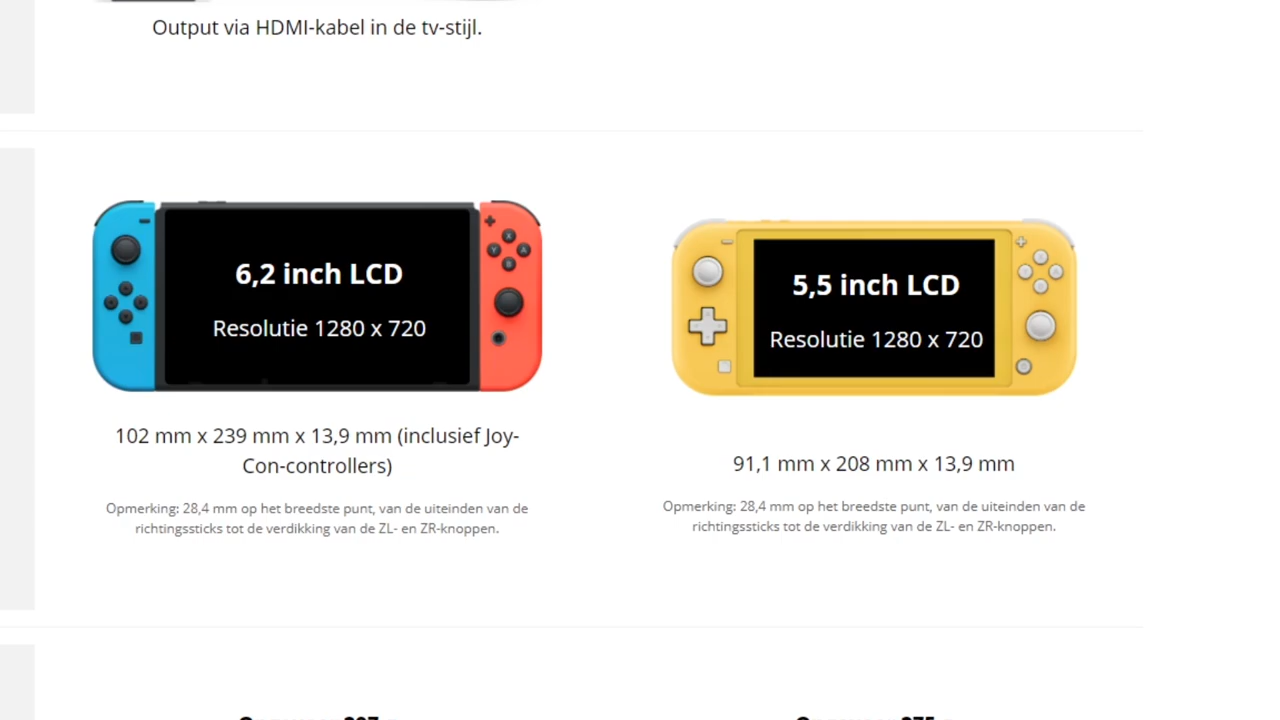 Output via HDMI-kabel in de tv-stijl.
6,2 inch LCD
Resolutie 1280 x 720
102 mm x 239 mm x 13,9 mm (inclusief Joy-
Con-controllers)
Opmerking: 28,4 mm op het breedste punt, van de uiteinden van de
richtingssticks tot de verdikking van de ZL- en ZR-knoppen.
5,5 inch LCD
Resolutie 1280 x 720
91,1 mm x 208 mm x 13,9 mm
Opmerking: 28,4 mm op het breedste punt, van de uiteinden van de
richtingssticks tot de verdikking van de ZL- en ZR-knoppen.